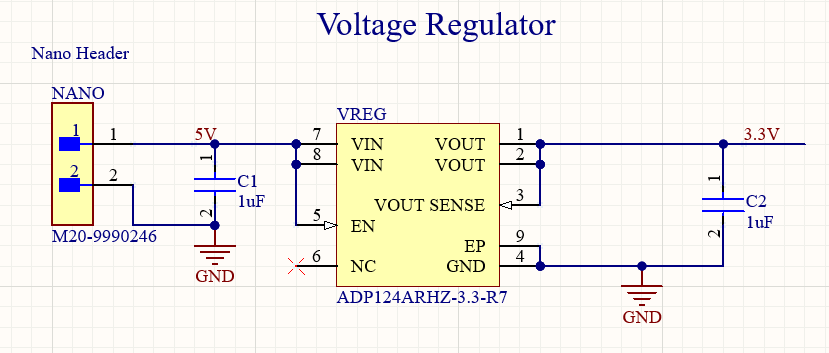 Voltage Regulator
Nano Header
NANO
1 1
2 2
M20-9990246
5V
1
C1
1uF
2
GND
VREG
7 VIN VOUT 1
8 VIN VOUT 2
VOUT SENSE 3
5 EN
EP 9
6 NC GND 4
ADP124ARHZ-3.3-R7
3.3V
1
C2
1uF
2
GND